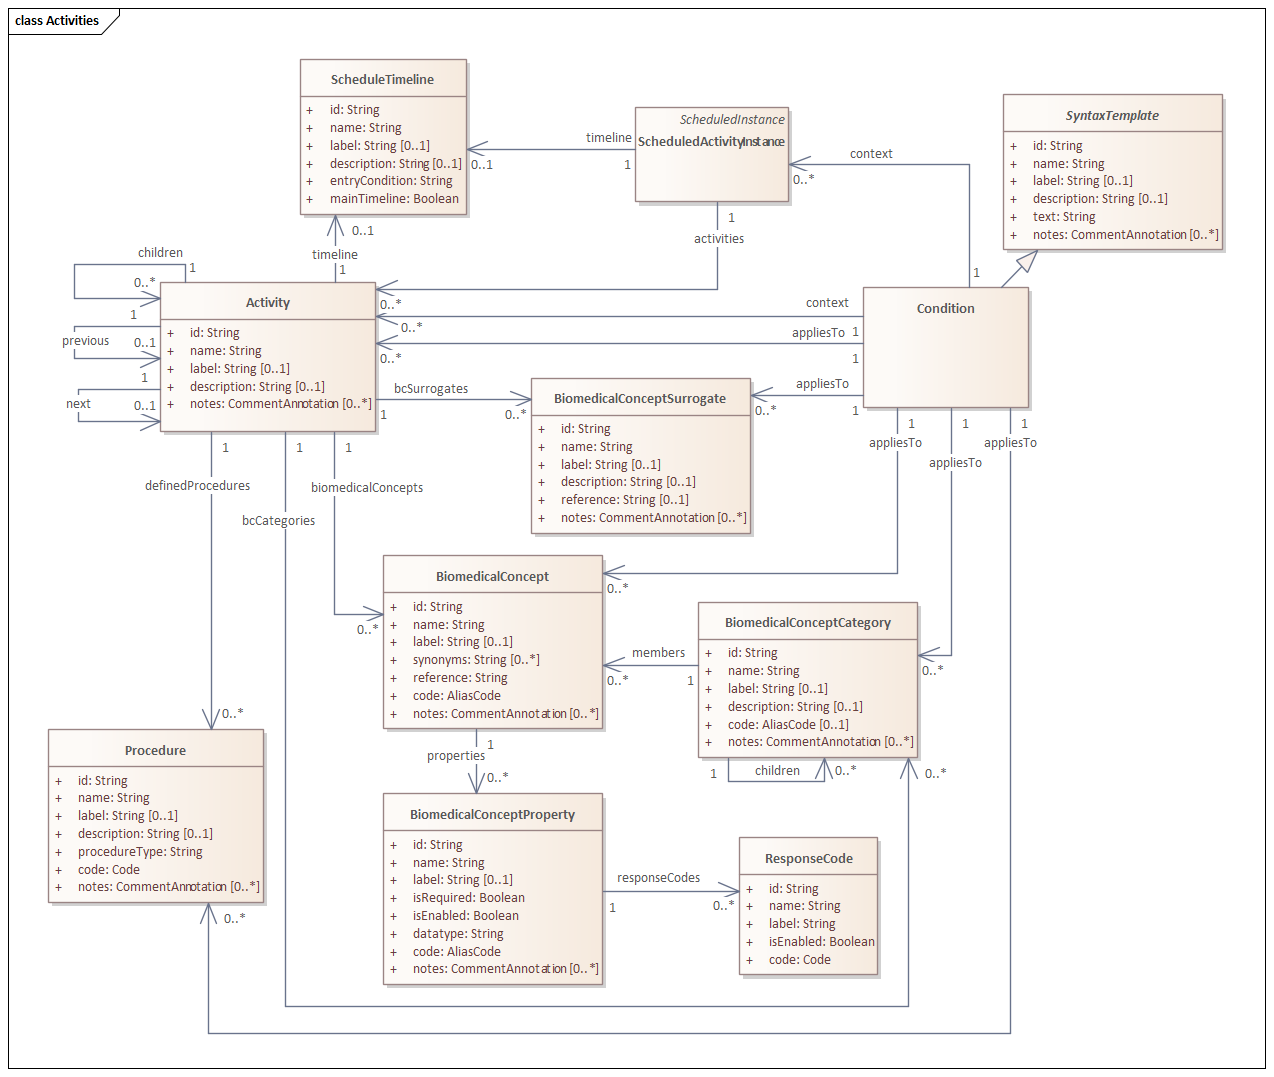 class Activities
ScheduleTimeline
+ id: String
+ name: String
+ label: String [0..1]
+ description: String [0..1]
+ entryCondition: String
+ mainTimeline: Boolean
ScheduledInstance
ScheduledActivityInstance
SyntaxTemplate
+ id: String
+ name: String
+ label: String [0..1]
+ description: String [0..1]
+ text: String
+ notes: CommentAnnotation [0..*]
timeline
1
0..1
context
0..*
1
1
activities
0..*
0..1
timeline
1
children
1
0..*
Activity
+ id: String
+ name: String
+ label: String [0..1]
+ description: String [0..1]
+ notes: CommentAnnotation [0..*]
1
previous
0..1
1
next
0..1
Condition
context
1
0..*
appliesTo
1
0..*
appliesTo
1
0..*
bcSurrogates
1
0..*
BiomedicalConceptSurrogate
+ id: String
+ name: String
+ label: String [0..1]
+ description: String [0..1]
+ reference: String [0..1]
+ notes: CommentAnnotation [0..*]
1
appliesTo
0..*
1
appliesTo
0..*
1
appliesTo
0..*
1
definedProcedures
0..*
1
bcCategories
0..*
1
biomedicalConcepts
0..*
BiomedicalConcept
+ id: String
+ name: String
+ label: String [0..1]
+ synonyms: String [0..*]
+ reference: String
+ code: AliasCode
+ notes: CommentAnnotation [0..*]
members
1
0..*
BiomedicalConceptCategory
+ id: String
+ name: String
+ label: String [0..1]
+ description: String [0..1]
+ code: AliasCode [0..1]
+ notes: CommentAnnotation [0..*]
1
children
0..*
Procedure
+ id: String
+ name: String
+ label: String [0..1]
+ description: String [0..1]
+ procedureType: String
+ code: Code
+ notes: CommentAnnotation [0..*]
1
properties
0..*
BiomedicalConceptProperty
+ id: String
+ name: String
+ label: String [0..1]
+ isRequired: Boolean
+ isEnabled: Boolean
+ datatype: String
+ code: AliasCode
+ notes: CommentAnnotation [0..*]
responseCodes
1
0..*
ResponseCode
+ id: String
+ name: String
+ label: String
+ isEnabled: Boolean
+ code: Code